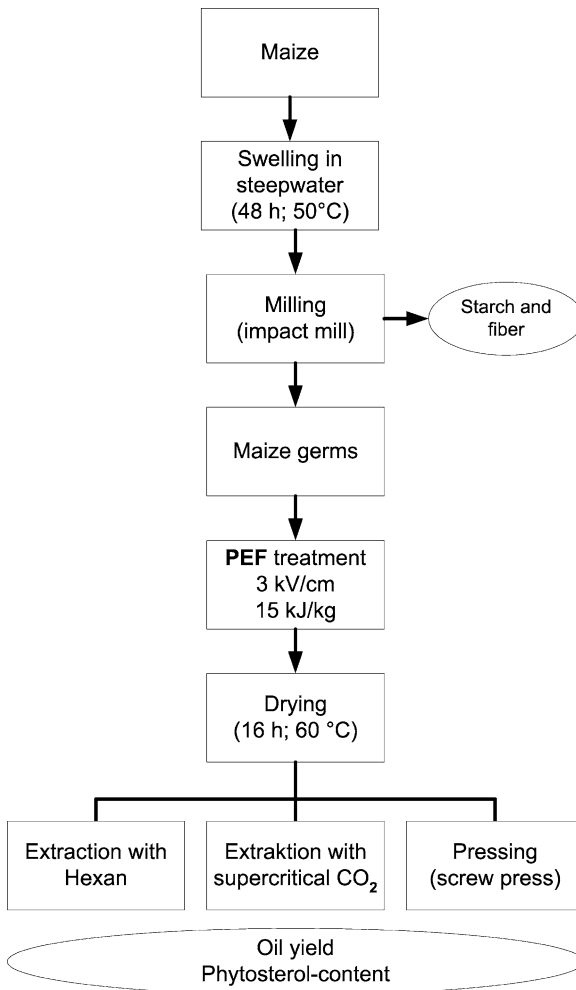 Maize
Swelling in
steepwater
(48 h; 50°C)
Milling
(impact mill)
Starch and
fiber
Maize germs
PEF treatment
3 kV/cm
15 kJ/kg
Drying
(16 h; 60 °C)
Extraction with
Hexan
Extraktion with
supercritical CO₂
Pressing
(screw press)
Oil yield
Phytosterol-content